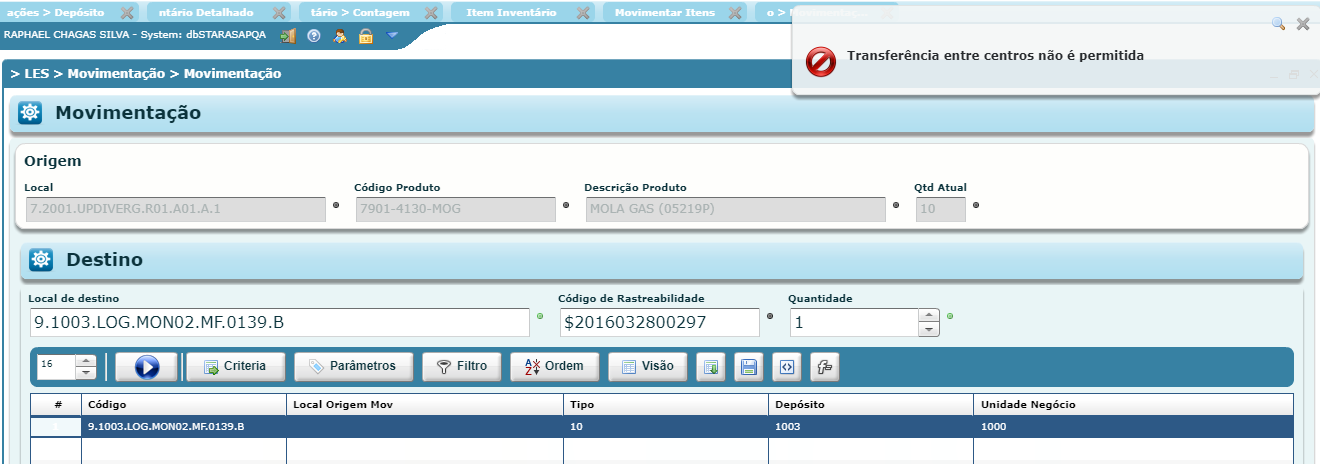 ações > Depósito ntário Detalhado tário > Contagem Item Inventário Movimentar Itens
RAPHAEL CHAGAS SILVA - System: dbSTARASAPQA
Transferência entre centros não é permitida
> LES > Movimentação > Movimentação
Movimentação
Origem
Local Código Produto Descrição Produto Qtd Atual
7.2001.UPDIVERG.R01.A01.A.1 7901-4130-MOG MOLA GAS (05219P) 10
Destino
Local de destino Código de Rastreabilidade Quantidade
9.1003.LOG.MON02.MF.0139.B $2016032800297 1
16 Criteria Parâmetros Filtro Ordem Visão
# Código Local Origem Mov Tipo Depósito Unidade Negócio
1 9.1003.LOG.MON02.MF.0139.B 10 1003 1000